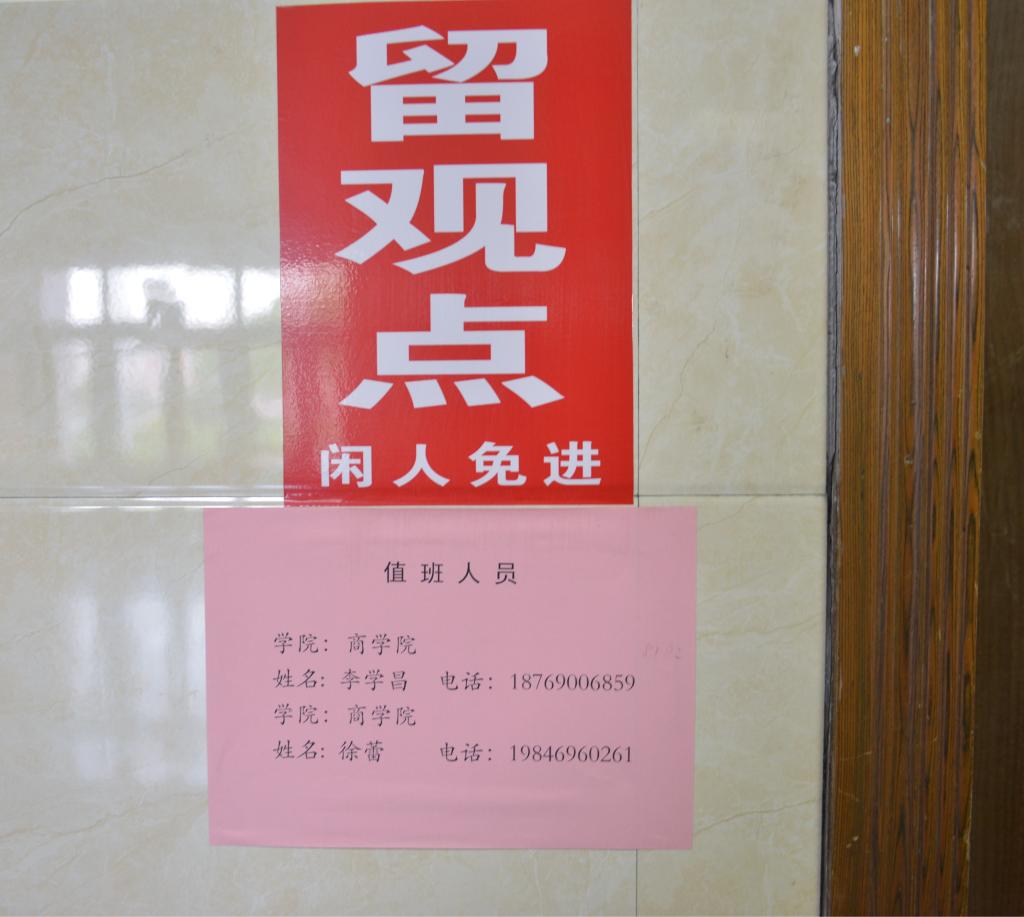 留
观
点
闲人免进
值班人员
学院：商学院
姓名：李学昌 电话：18769006859
学院：商学院
姓名：徐蕾 电话：19846960261